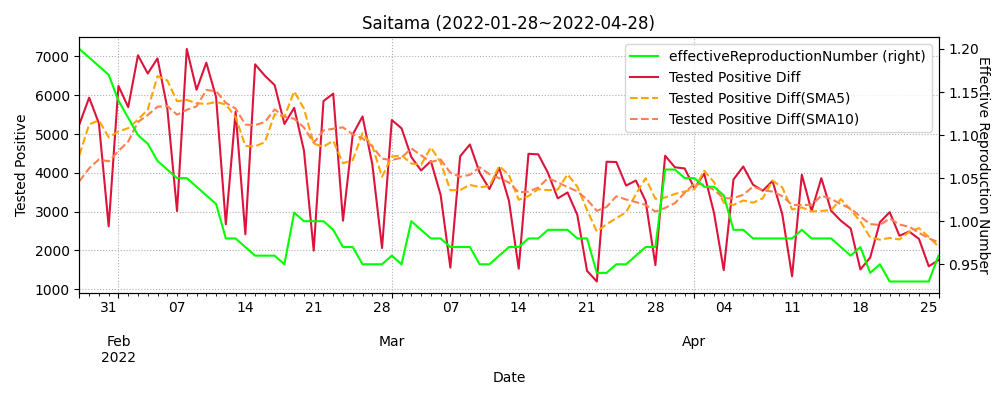 Saitama (2022-01-28~2022-04-28)
effectiveReproductionNumber (right)
Tested Positive Diff
Tested Positive Diff(SMA5)
Tested Positive Diff(SMA10)
Tested Positive
7000
6000
5000
4000
3000
2000
1000
1.20
1.15
1.10
1.05
1.00
0.95
Effective Reproduction Number
31 07 14 21 28 07 14 21 28 04 11 18 25
Feb Mar Apr
2022
Date